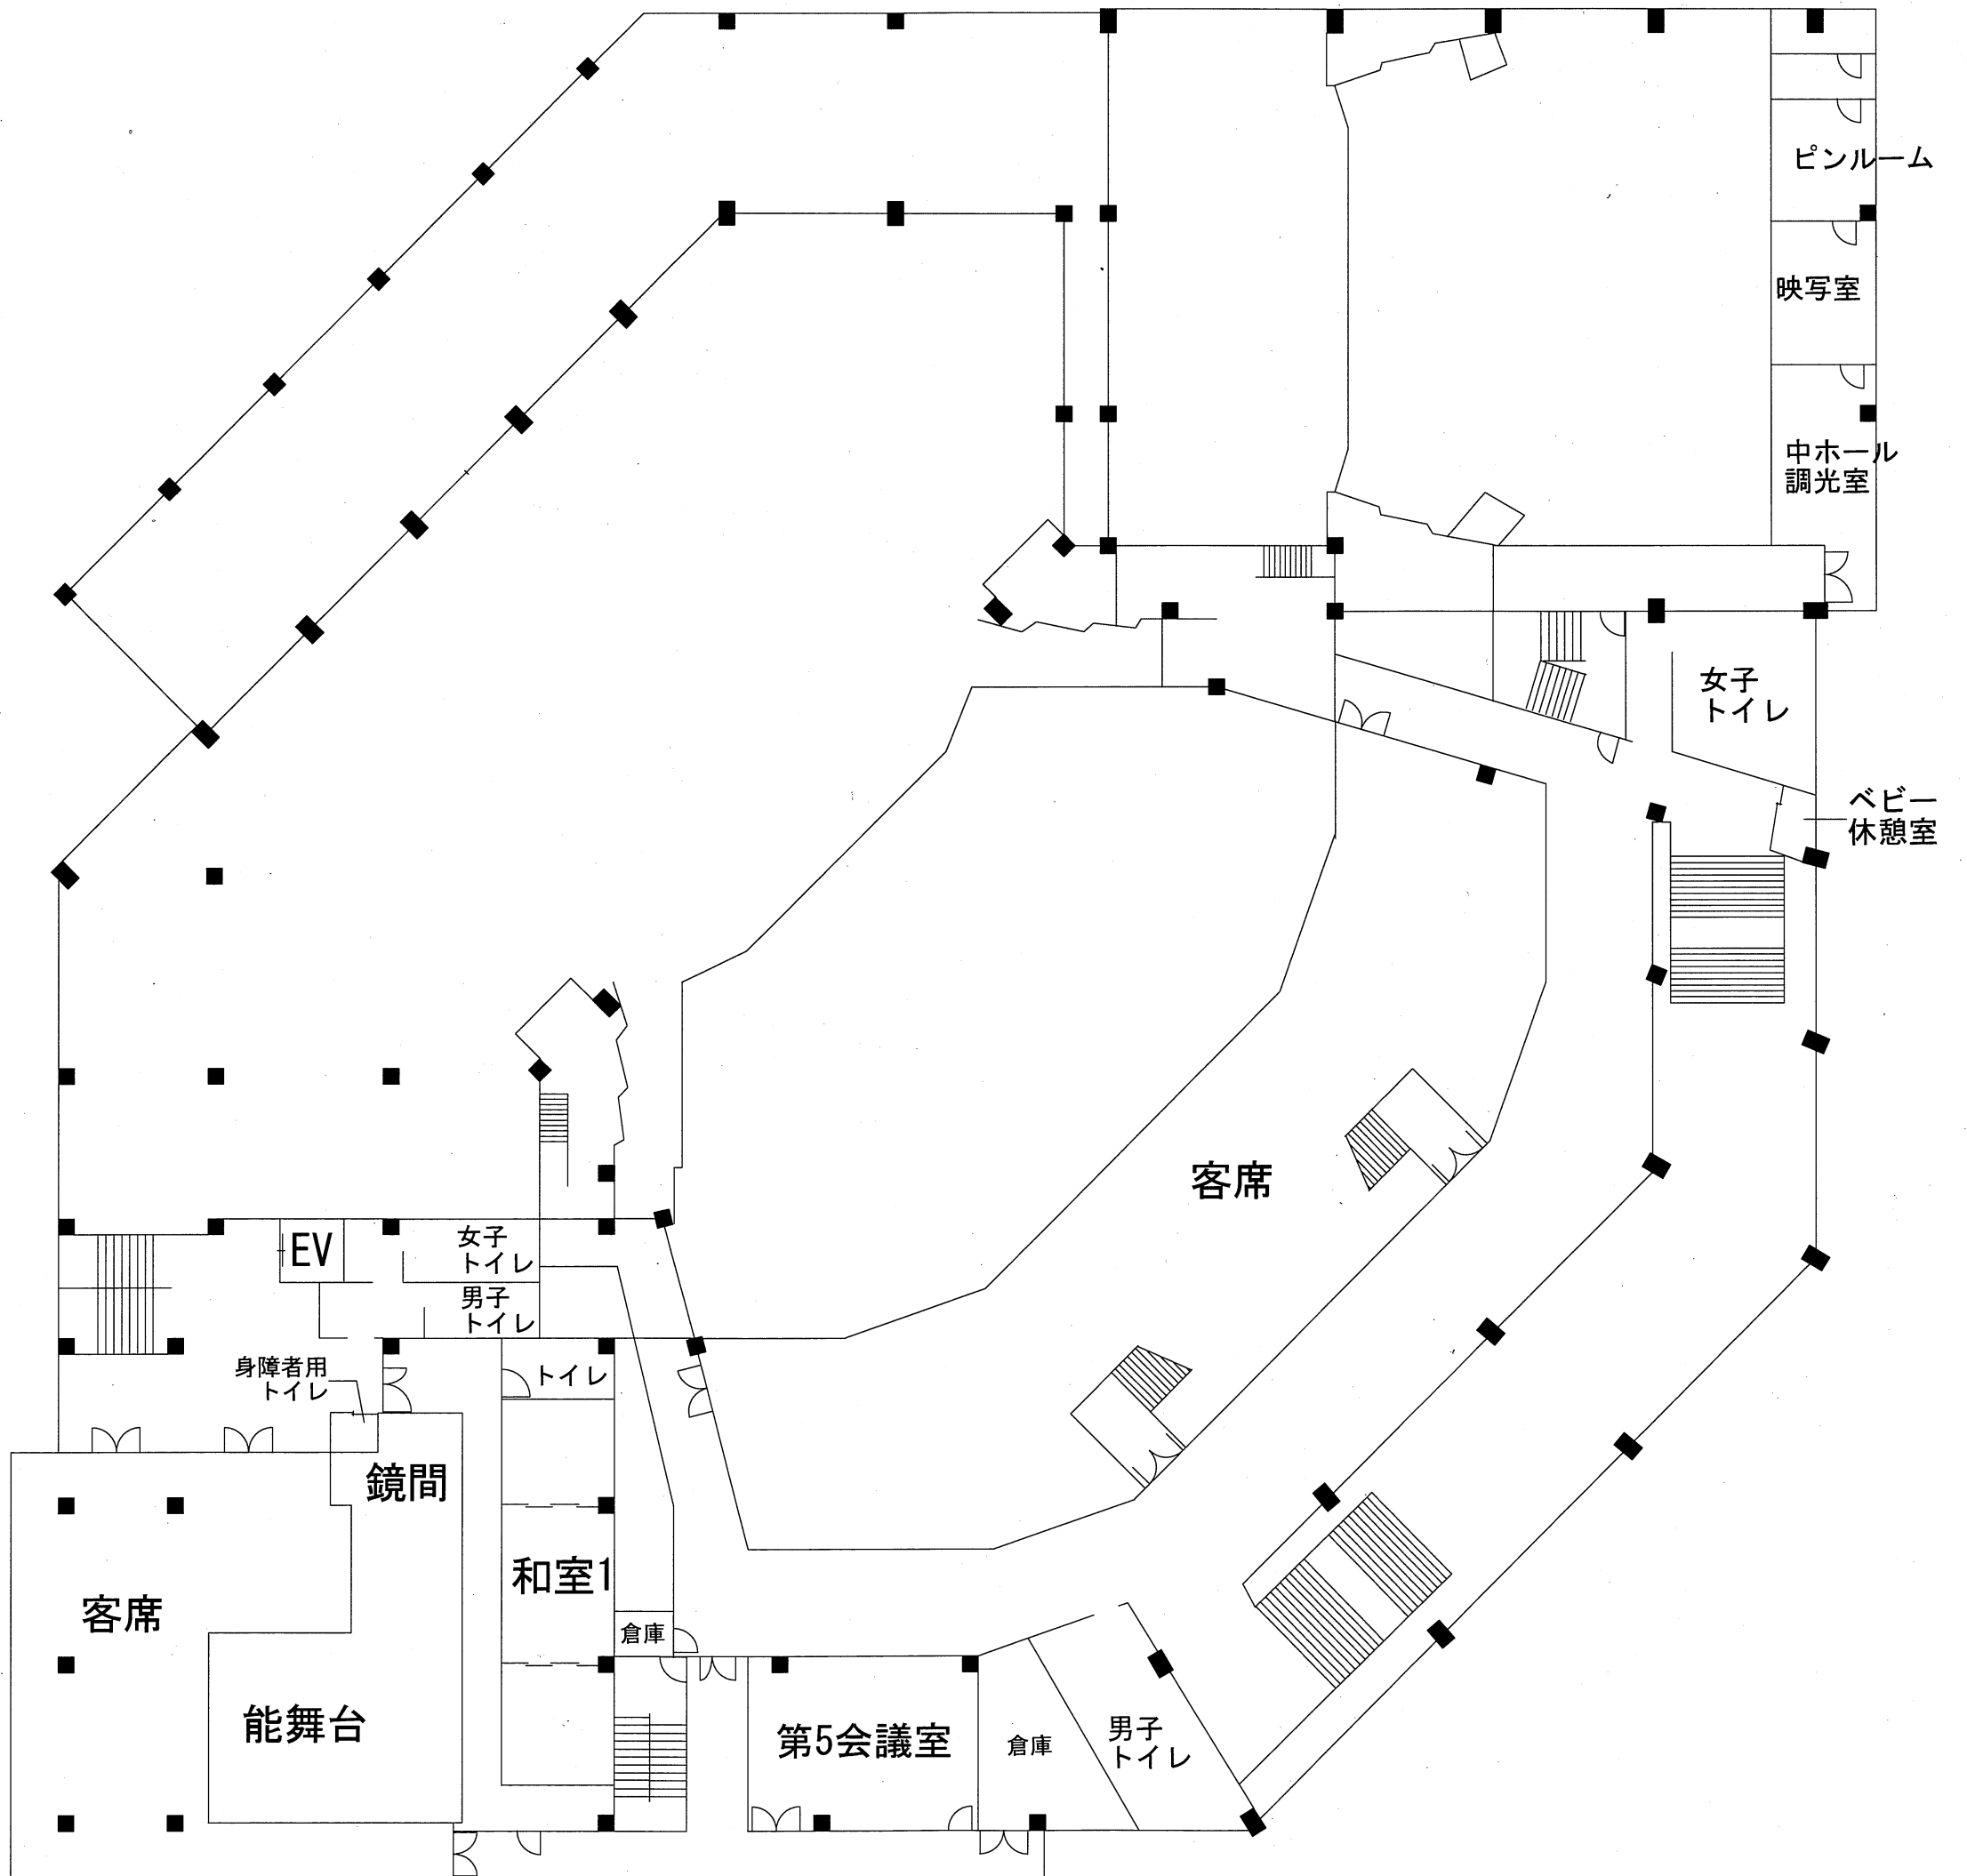 ピンルーム
映写室
中ホール
調光室
女子
トイレ
ベビー
休憩室
客席
EV
女子
トイレ
男子
トイレ
身障者用
トイレ
トイレ
鏡間
和室1
客席
倉庫
能舞台
第5会議室
倉庫
男子
トイレ